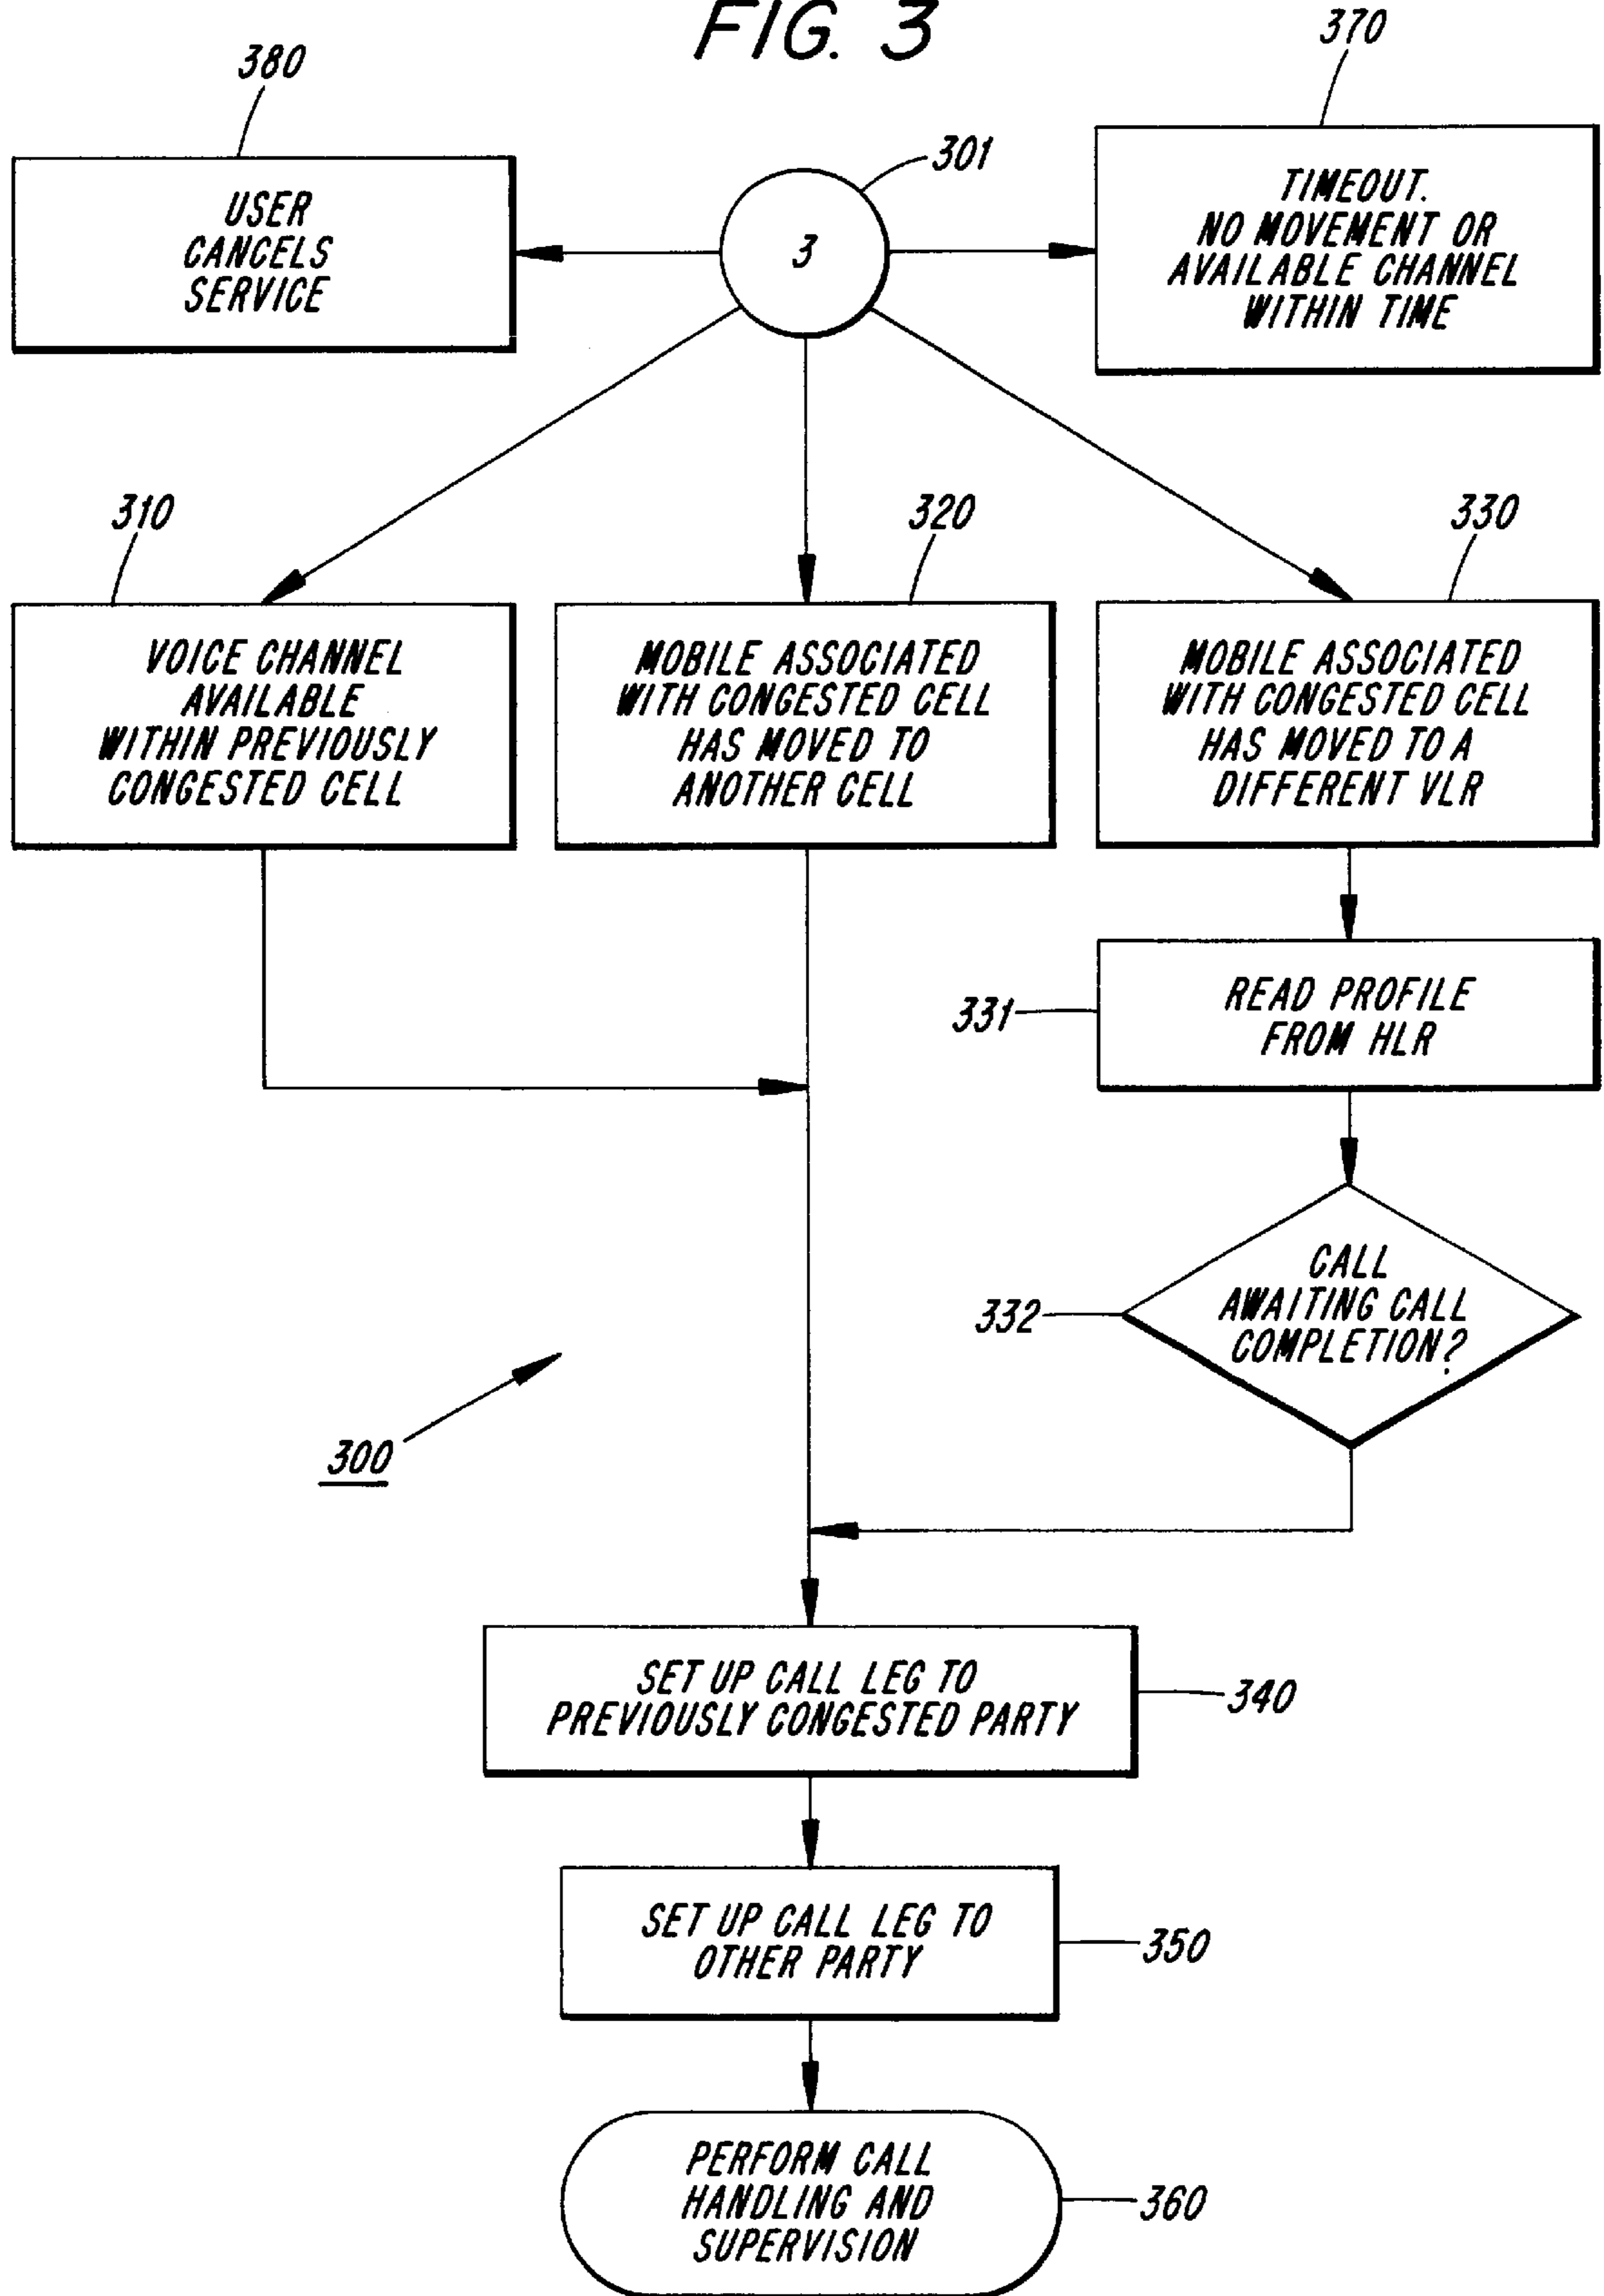 FIG. 3
380
370
301
USER
CANCELS
SERVICE
3
TIMEOUT.
NO MOVEMENT OR
AVAILABLE CHANNEL
WITHIN TIME
310
320
330
VOICE CHANNEL
AVAILABLE
WITHIN PREVIOUSLY
CONGESTED CELL
MOBILE ASSOCIATED
WITH CONGESTED CELL
HAS MOVED TO
ANOTHER CELL
MOBILE ASSOCIATED
WITH CONGESTED CELL
HAS MOVED TO A
DIFFERENT VLR
331
READ PROFILE
FROM HLR
332
CALL
AWAITING CALL
COMPLETION?
300
SET UP CALL LEG TO
PREVIOUSLY CONGESTED PARTY
340
SET UP CALL LEG TO
OTHER PARTY
350
PERFORM CALL
HANDLING AND
SUPERVISION
360